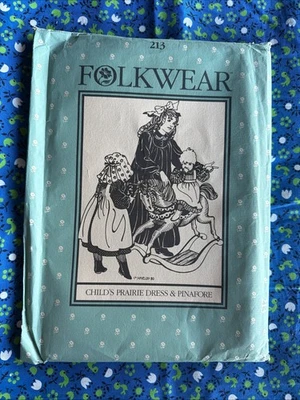 213
FOLKWEAR
CHILD'S PRAIRIE DRESS & PINAFORE